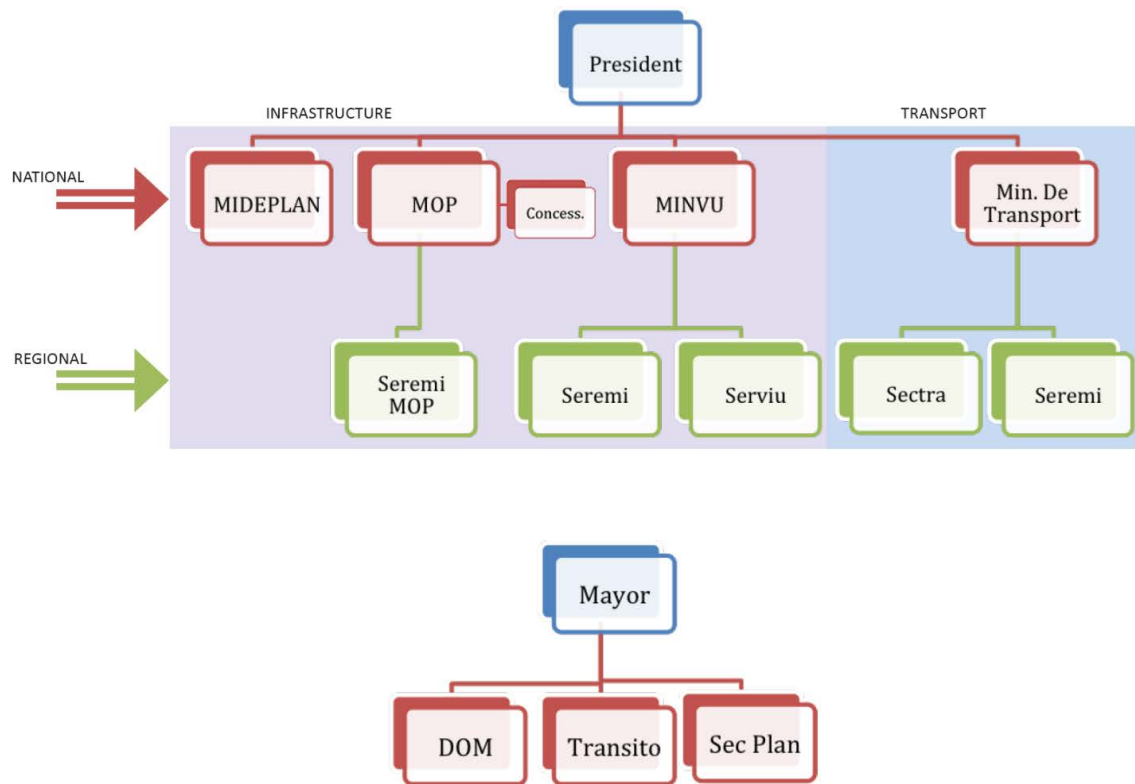 President
INFRASTRUCTURE
TRANSPORT
NATIONAL
MIDEPLAN
MOP
Concess.
MINVU
Min. De
Transport
REGIONAL
Seremi
MOP
Seremi
Serviu
Sectra
Seremi
Mayor
DOM
Transito
Sec Plan